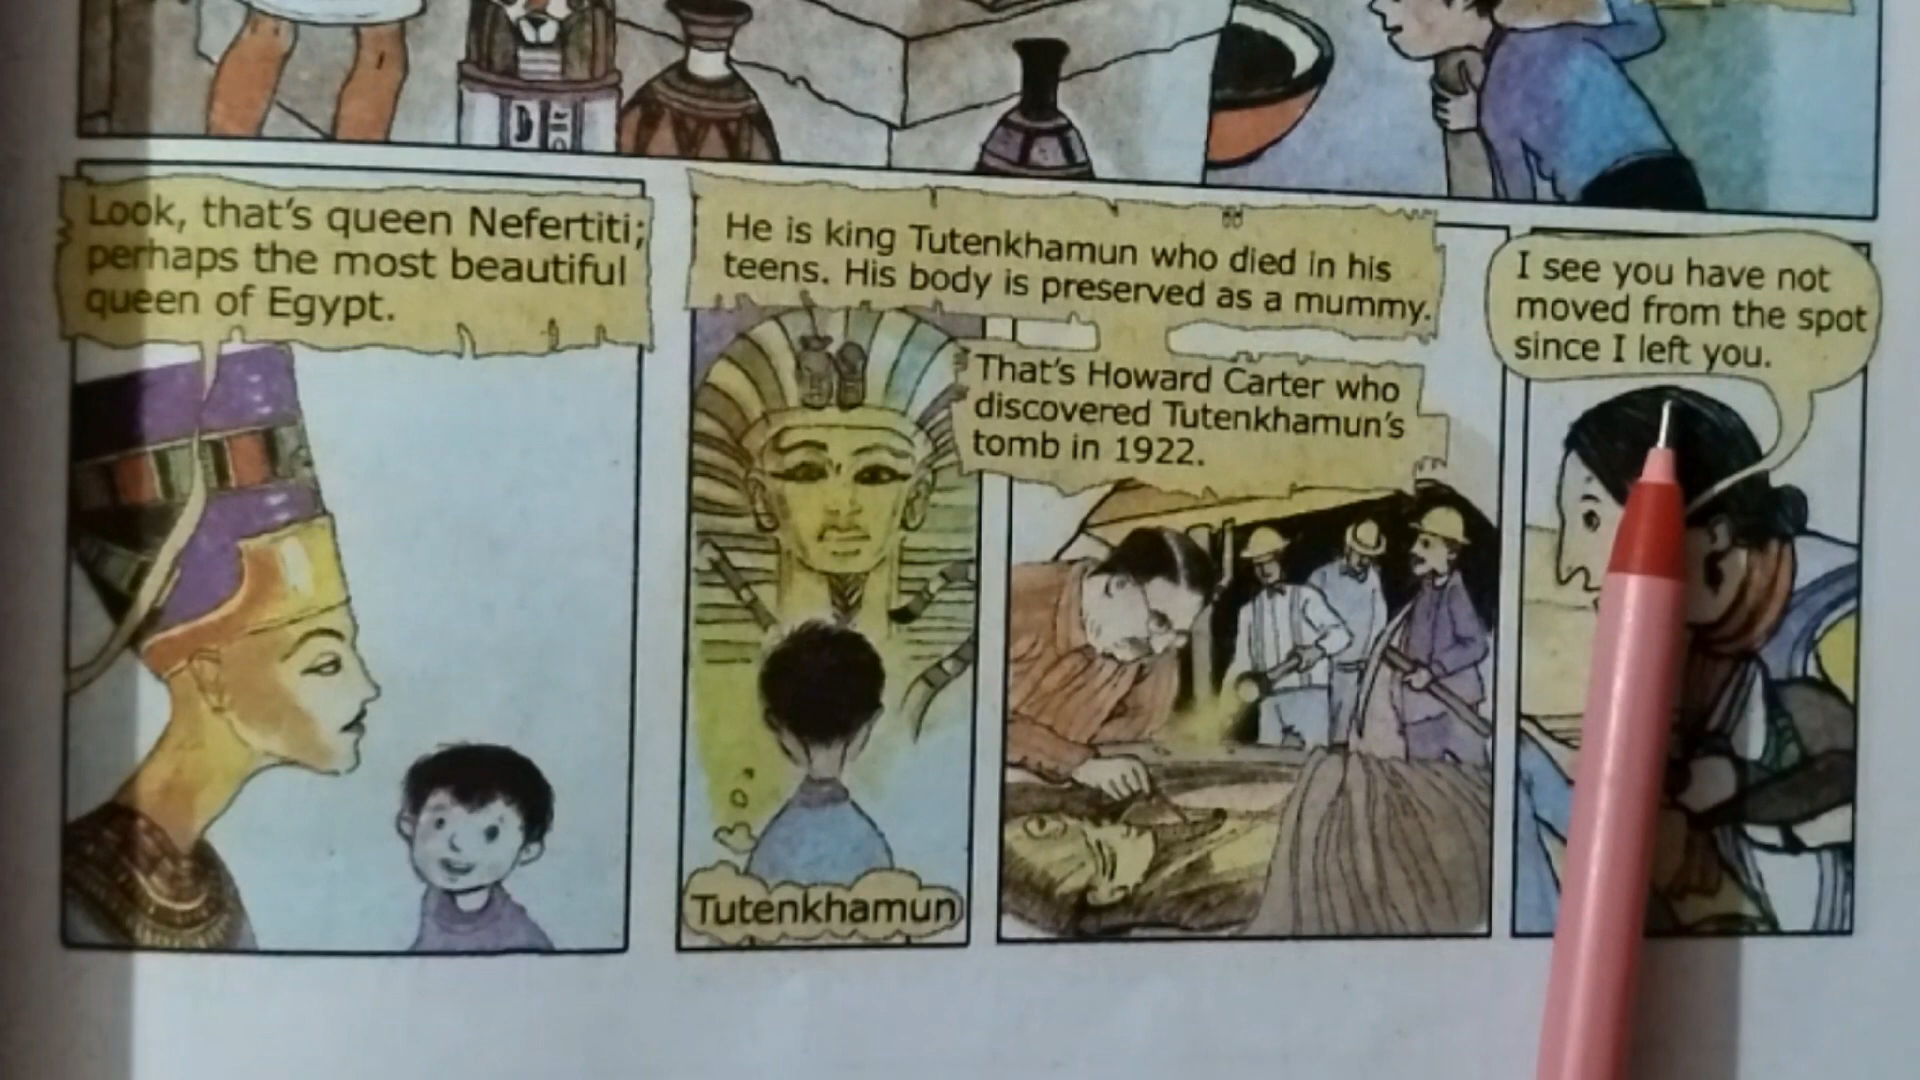 Look, that's queen Nefertiti;
perhaps the most beautiful
queen of Egypt.
He is king Tutenkhamun who died in his
teens. His body is preserved as a mummy.
That's Howard Carter who
discovered Tutenkhamun's
tomb in 1922.
Tutenkhamun
I see you have not
moved from the spot
since I left you.